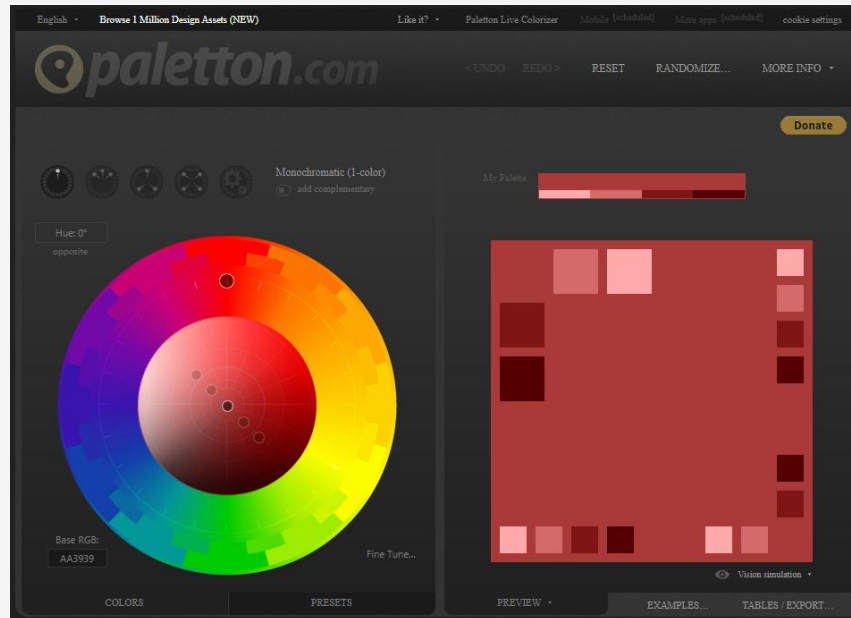 English
Browse 1 Million Design Assets (NEW)
Like it?
Paletton Live Colorizer
Mobile [scheduled]
More apps [scheduled]
cookie settings
paletton.com
< UNDO
REDO >
RESET
RANDOMIZE...
MORE INFO
Donate
Monochromatic (1-color)
add complementary
My Palette:
Hue: 0°
opposite
Base RGB:
AA3939
Fine Tune...
Vision simulation
COLORS
PRESETS
PREVIEW
EXAMPLES...
TABLES / EXPORT...